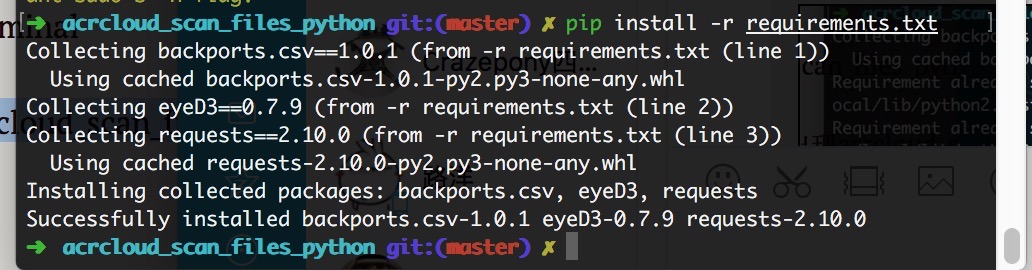 ➜ acrcloud_scan_files_python git:(master) ✗ pip install -r requirements.txt
Collecting backports.csv==1.0.1 (from -r requirements.txt (line 1))
Using cached backports.csv-1.0.1-py2.py3-none-any.whl
Collecting eyeD3==0.7.9 (from -r requirements.txt (line 2))
Collecting requests==2.10.0 (from -r requirements.txt (line 3))
Using cached requests-2.10.0-py2.py3-none-any.whl
Installing collected packages: backports.csv, eyeD3, requests
Successfully installed backports.csv-1.0.1 eyeD3-0.7.9 requests-2.10.0
➜ acrcloud_scan_files_python git:(master) ✗